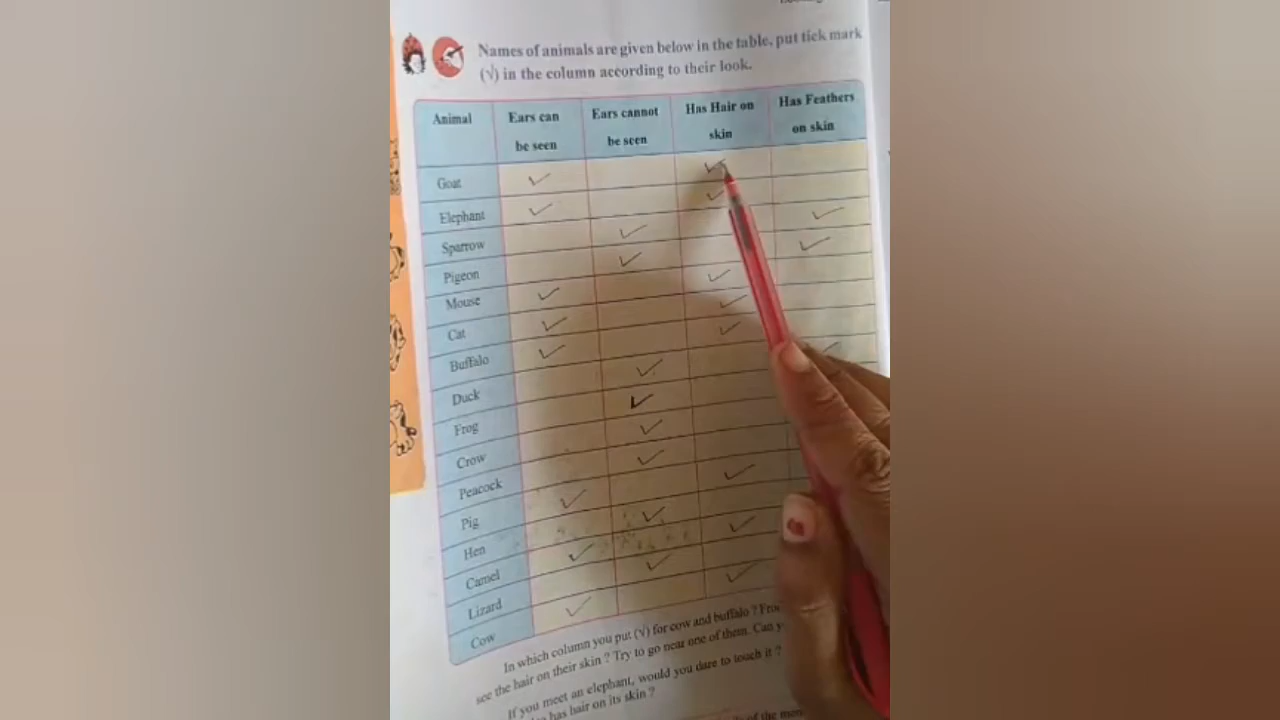 Names of animals are given below in the table, put tick mark
(√) in the column according to their look.
Animal Ears can be seen Ears cannot be seen Has Hair on skin Has Feathers on skin
Goat ✓ ✓
Elephant ✓ ✓
Sparrow ✓ ✓
Pigeon ✓ ✓
Mouse ✓ ✓
Cat ✓ ✓
Buffalo ✓ ✓
Duck ✓ ✓
Frog ✓
Crow ✓
Peacock ✓
Pig ✓ ✓
Hen ✓
Camel ✓ ✓
Lizard ✓
Cow ✓ ✓
In which column you put (√) for cow and buffalo ?
see the hair on their skin ? Try to go near one of them. Can
If you meet an elephant, would you dare to touch it ?
has hair on its skin ?
of the